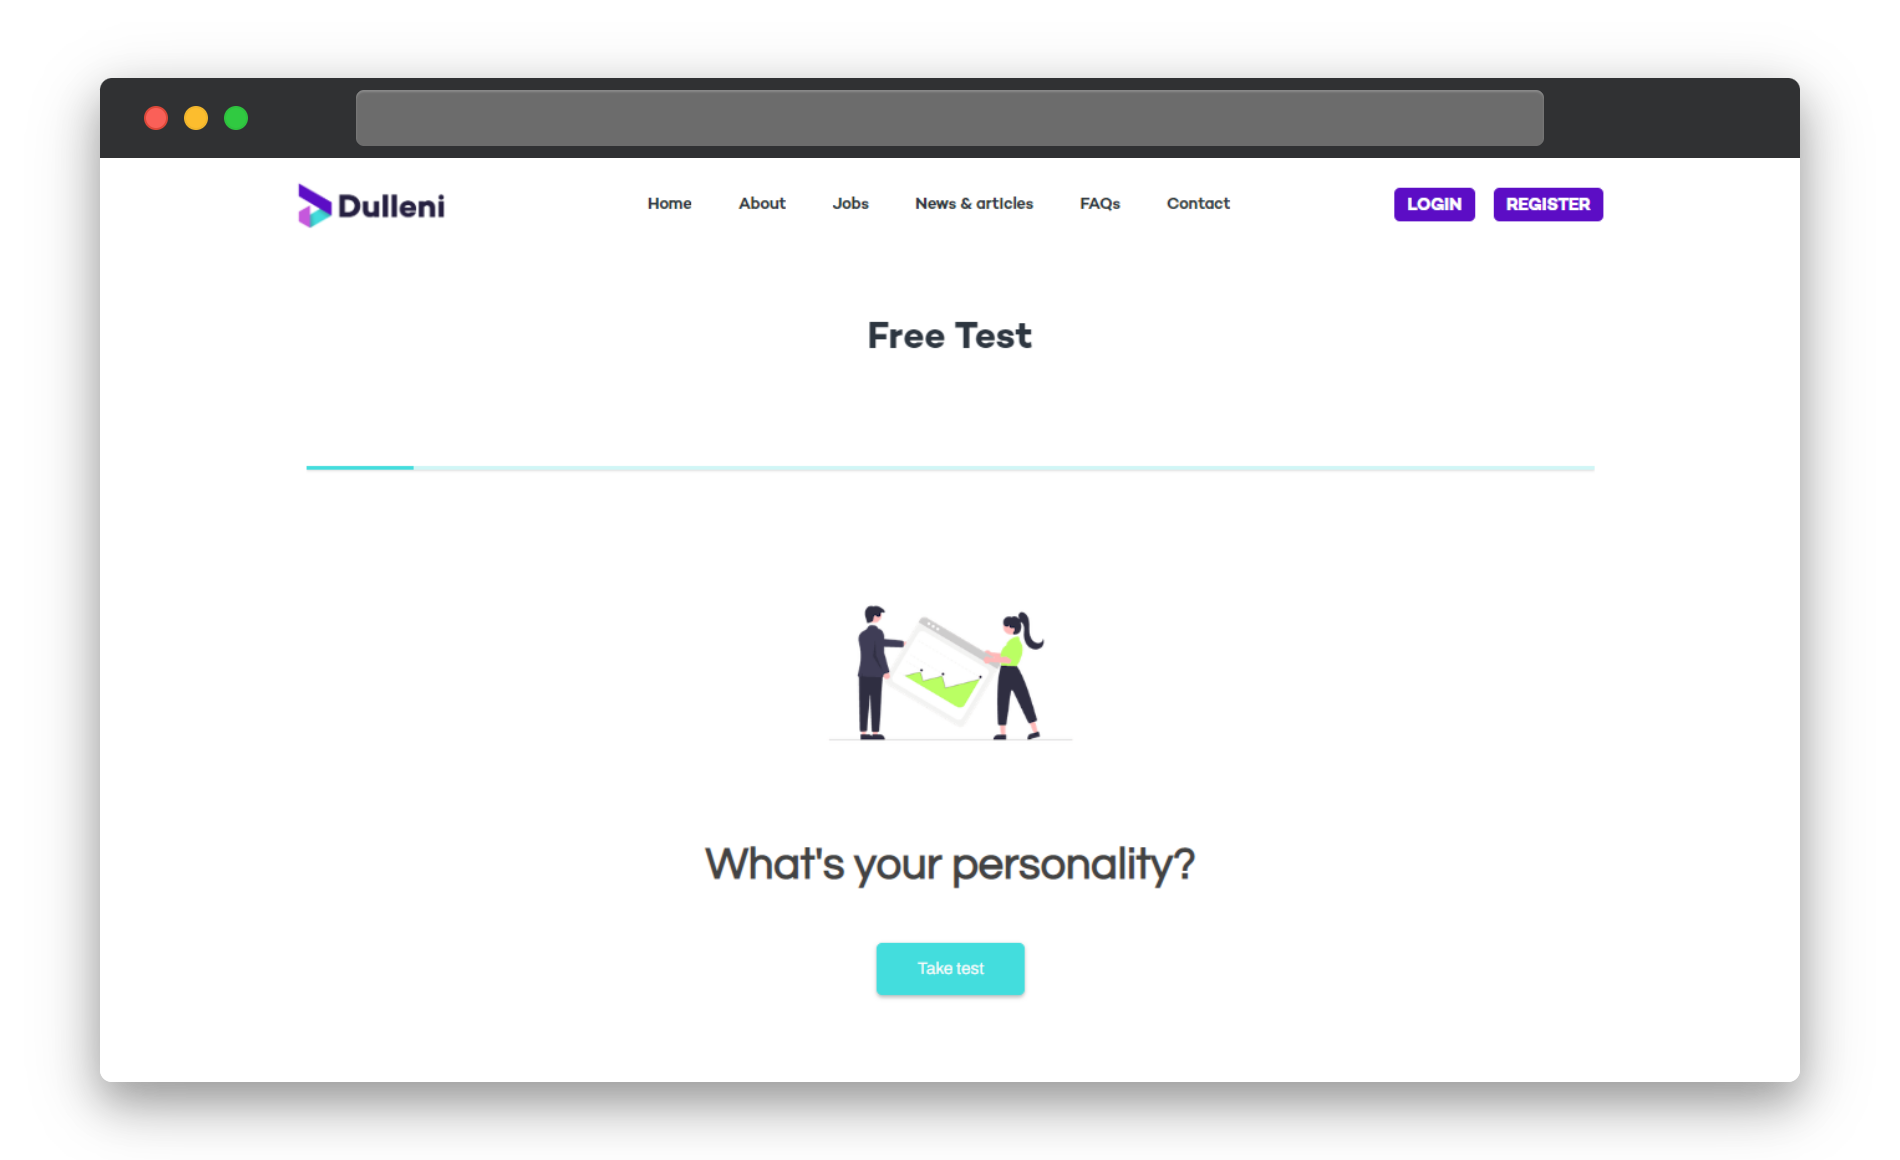 Dulleni
Home About Jobs News & articles FAQs Contact
LOGIN REGISTER
Free Test
What's your personality?
Take test